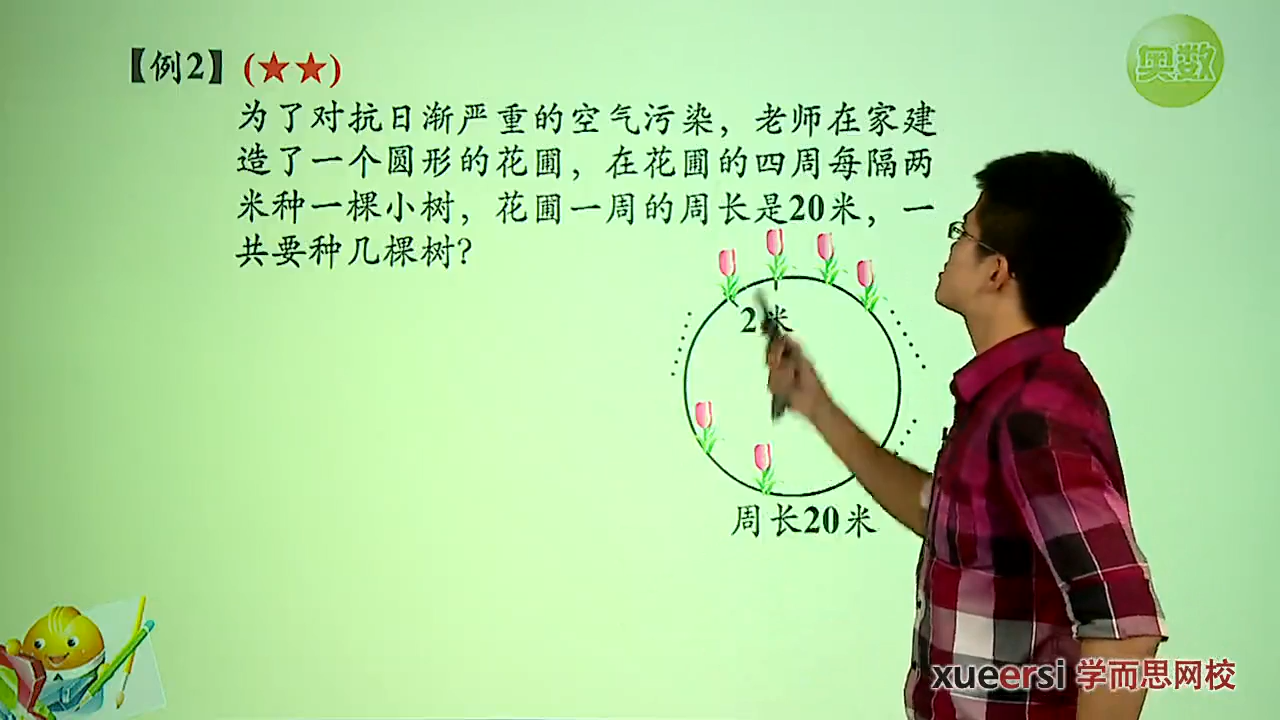 奥数
【例2】(★★)
为了对抗日渐严重的空气污染，老师在家建
造了一个圆形的花圃，在花圃的四周每隔两
米种一棵小树，花圃一周的周长是20米，一
共要种几棵树？
2米
周长20米
xueersi 学而思网校